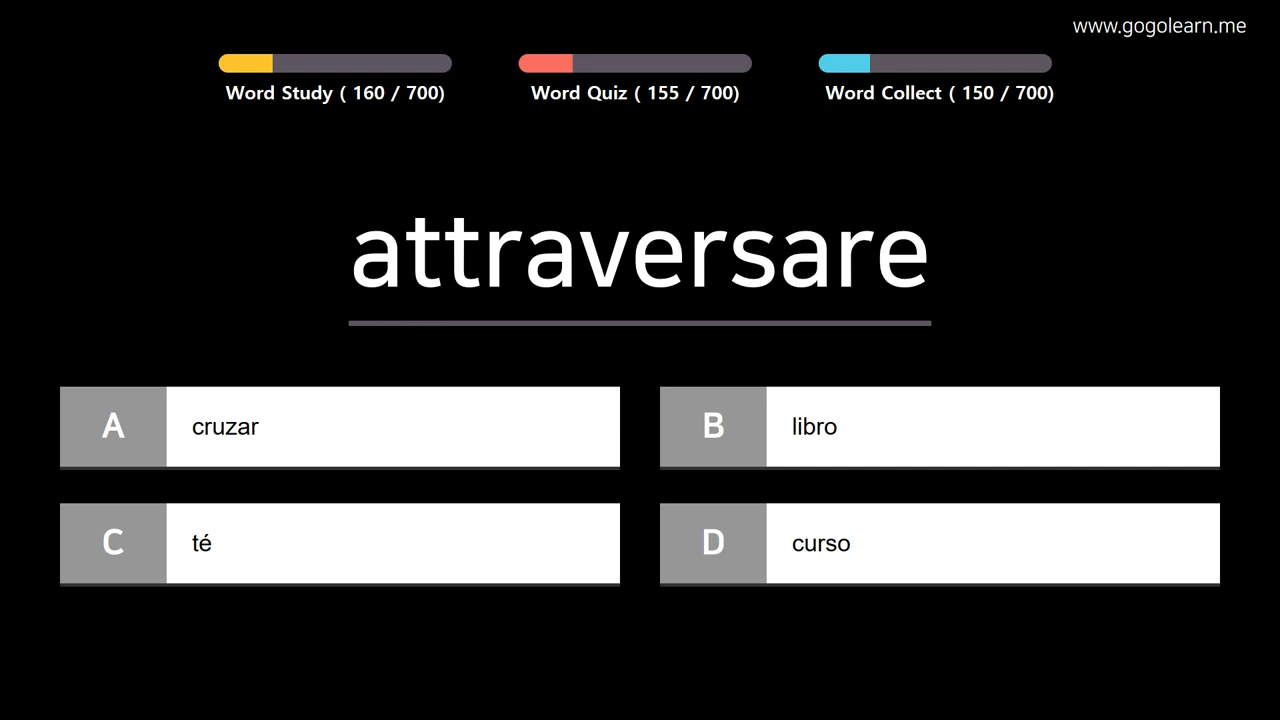 www.gogolearn.me
Word Study ( 160 / 700)
Word Quiz ( 155 / 700)
Word Collect ( 150 / 700)
attraversare
A cruzar
B libro
C té
D curso